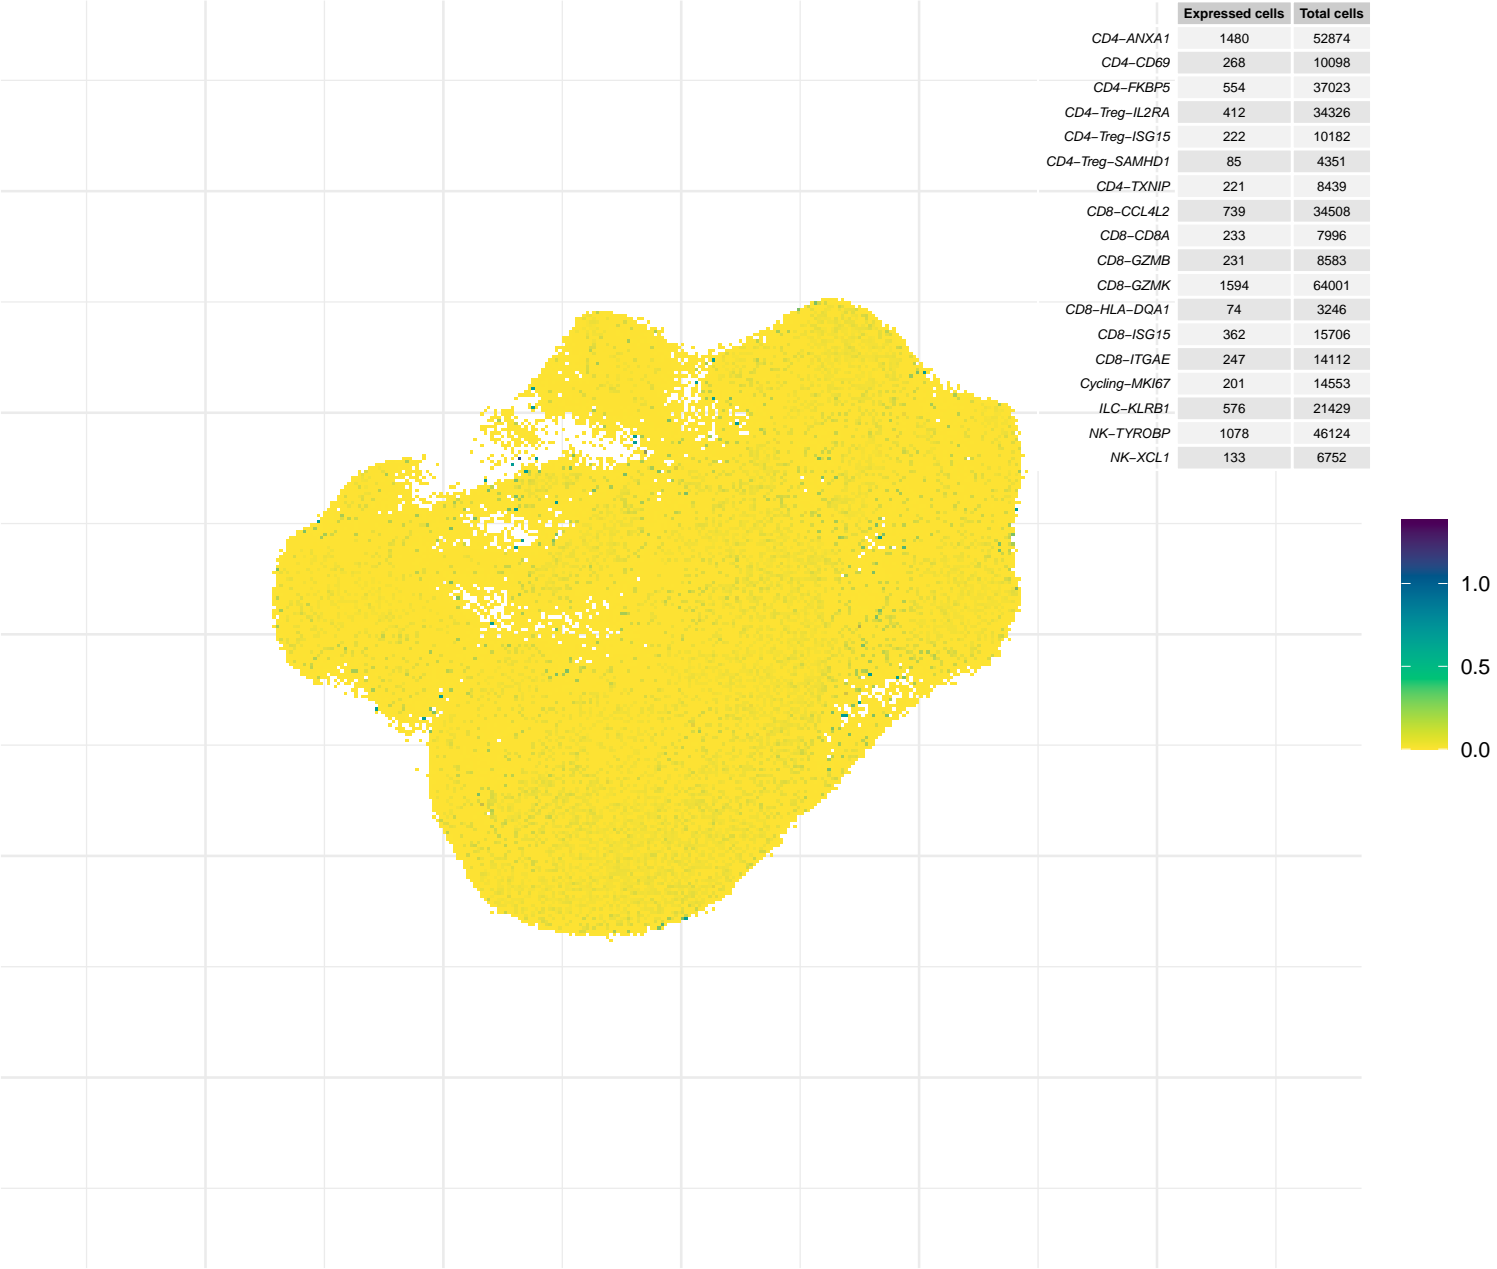 Expressed cells Total cells
CD4−ANXA1 1480 52874
CD4−CD69 268 10098
CD4−FKBP5 554 37023
CD4−Treg−IL2RA 412 34326
CD4−Treg−ISG15 222 10182
CD4−Treg−SAMHD1 85 4351
CD4−TXNIP 221 8439
CD8−CCL4L2 739 34508
CD8−CD8A 233 7996
CD8−GZMB 231 8583
CD8−GZMK 1594 64001
CD8−HLA−DQA1 74 3246
CD8−ISG15 362 15706
CD8−ITGAE 247 14112
Cycling−MKI67 201 14553
ILC−KLRB1 576 21429
NK−TYROBP 1078 46124
NK−XCL1 133 6752
1.0
0.5
0.0